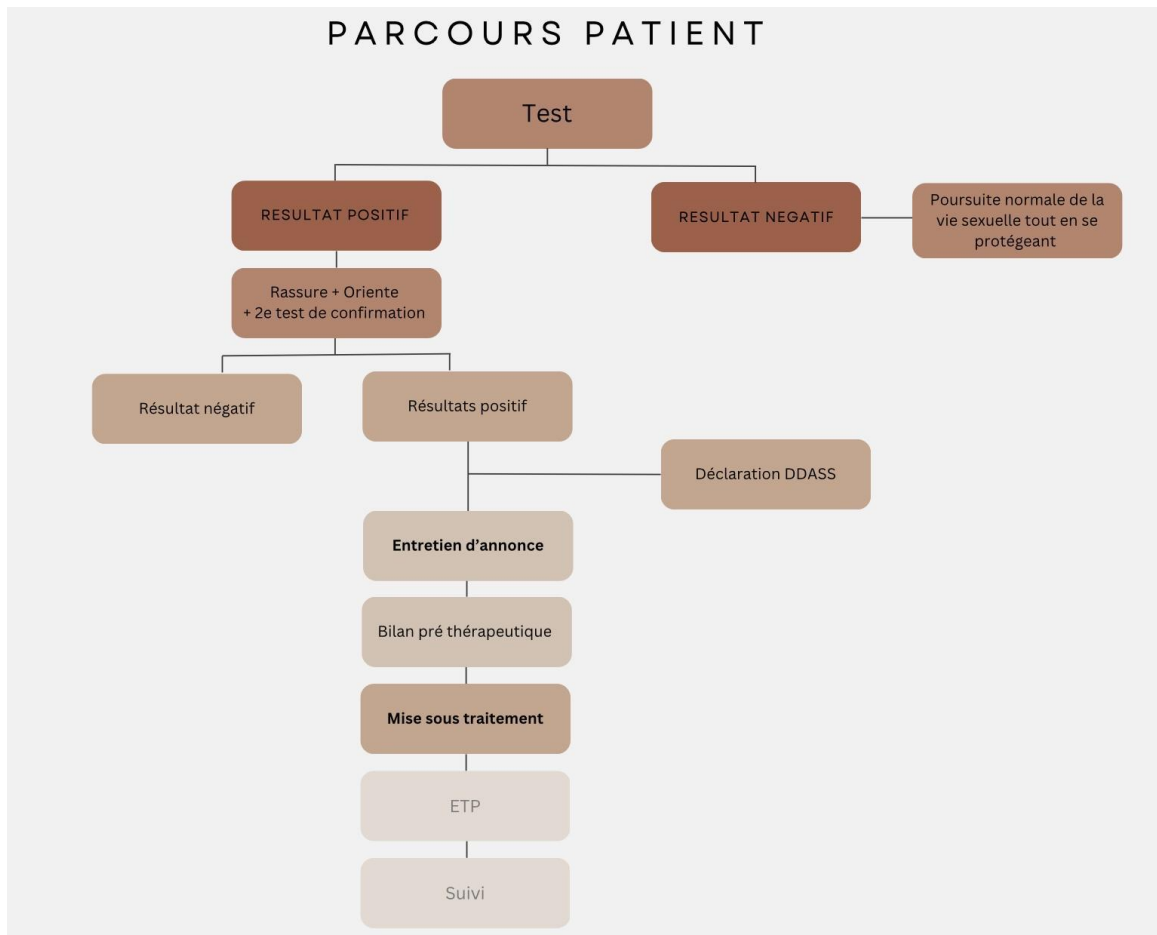 PARCOURS PATIENT
Test
RESULTAT POSITIF
RESULTAT NEGATIF
Poursuite normale de la
vie sexuelle tout en se
protégeant
Rassure + Oriente
+ 2e test de confirmation
Résultat négatif
Résultats positif
Déclaration DDASS
Entretien d’annonce
Bilan pré thérapeutique
Mise sous traitement
ETP
Suivi